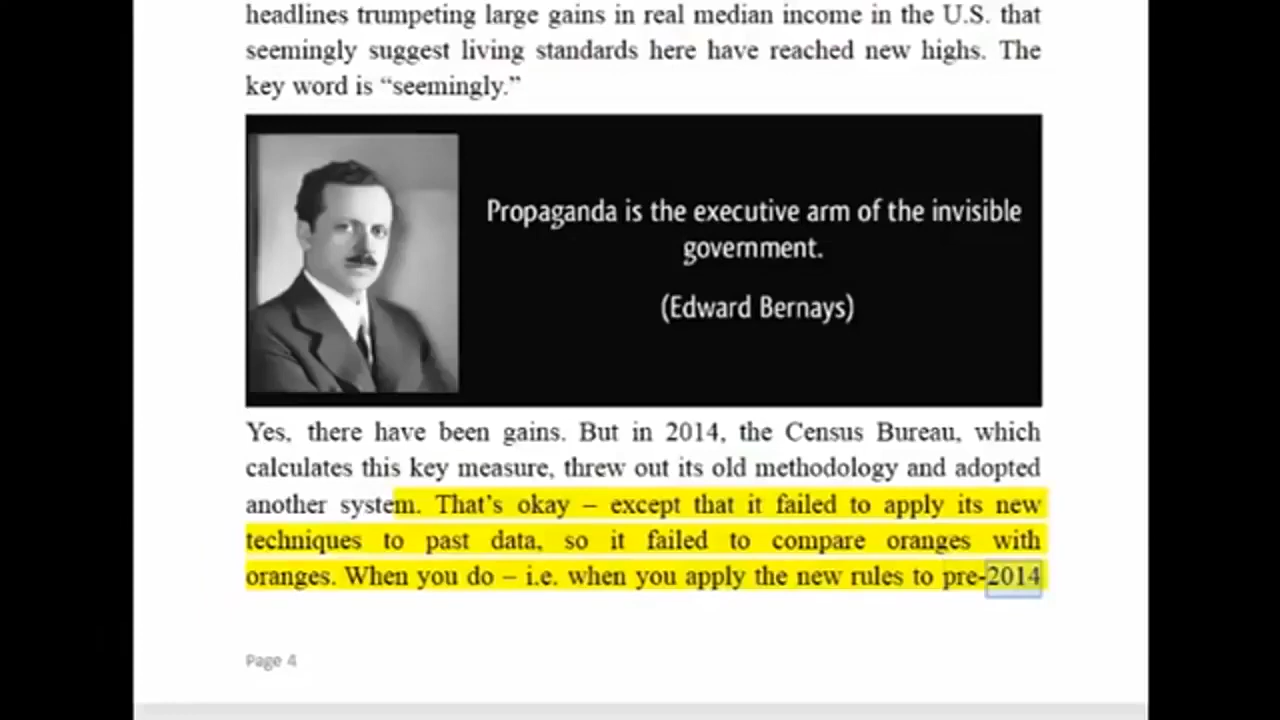 headlines trumpeting large gains in real median income in the U.S. that
seemingly suggest living standards here have reached new highs. The
key word is “seemingly.”
Propaganda is the executive arm of the invisible
government.
(Edward Bernays)
Yes, there have been gains. But in 2014, the Census Bureau, which
calculates this key measure, threw out its old methodology and adopted
another system. That’s okay – except that it failed to apply its new
techniques to past data, so it failed to compare oranges with
oranges. When you do – i.e. when you apply the new rules to pre-2014
Page 4